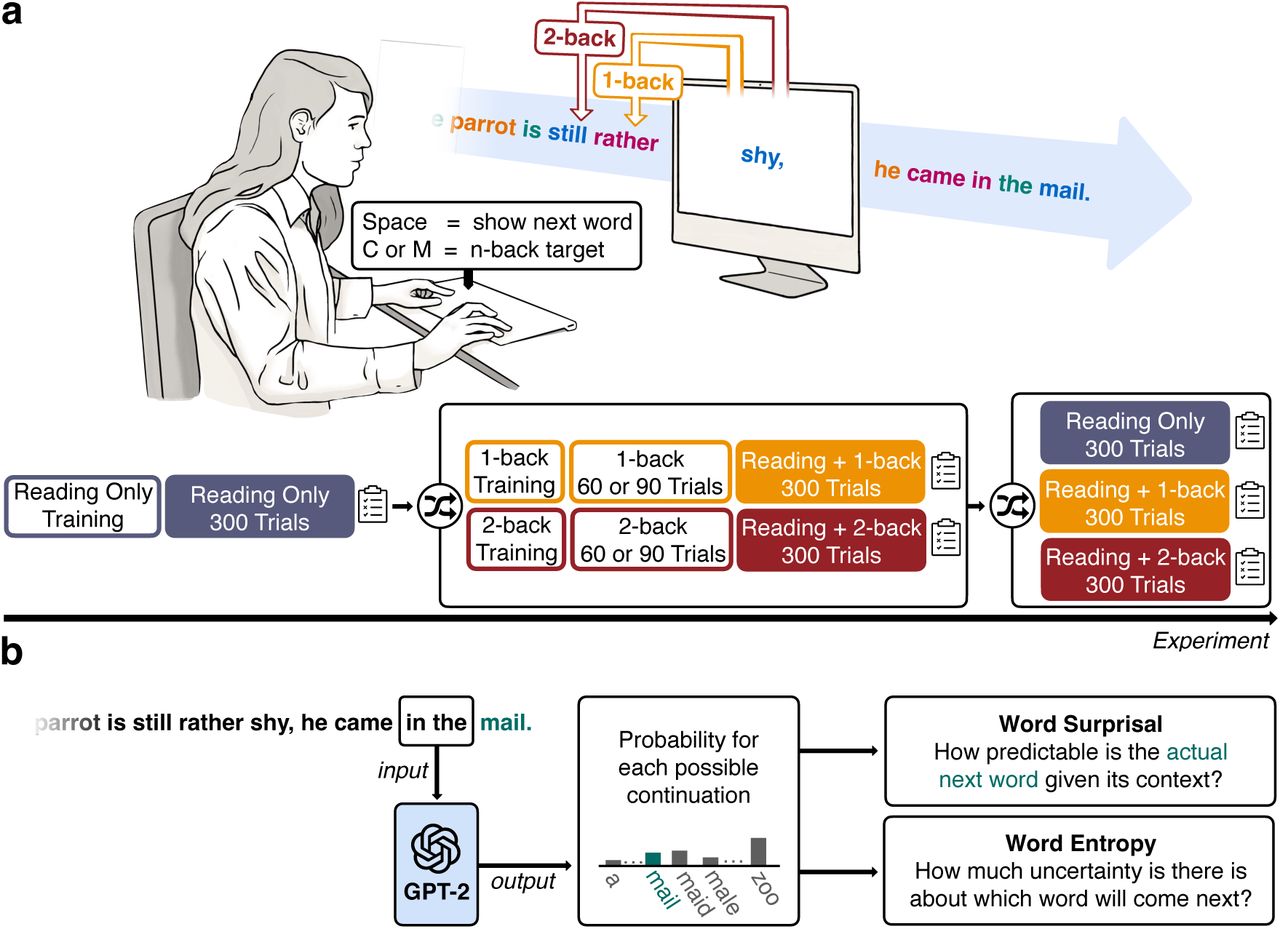 a
2-back
1-back
e parrot is still rather
shy,
he came in the mail.
Space = show next word
C or M = n-back target
Reading Only
Training
Reading Only
300 Trials
1-back
Training
1-back
60 or 90 Trials
Reading + 1-back
300 Trials
2-back
Training
2-back
60 or 90 Trials
Reading + 2-back
300 Trials
Reading Only
300 Trials
Reading + 1-back
300 Trials
Reading + 2-back
300 Trials
Experiment
b
parrot is still rather shy, he came in the mail.
input
GPT-2
output
Probability for
each possible
continuation
a
...
mail
maid
male
...
zoo
Word Surprisal
How predictable is the actual
next word given its context?
Word Entropy
How much uncertainty is there is
about which word will come next?